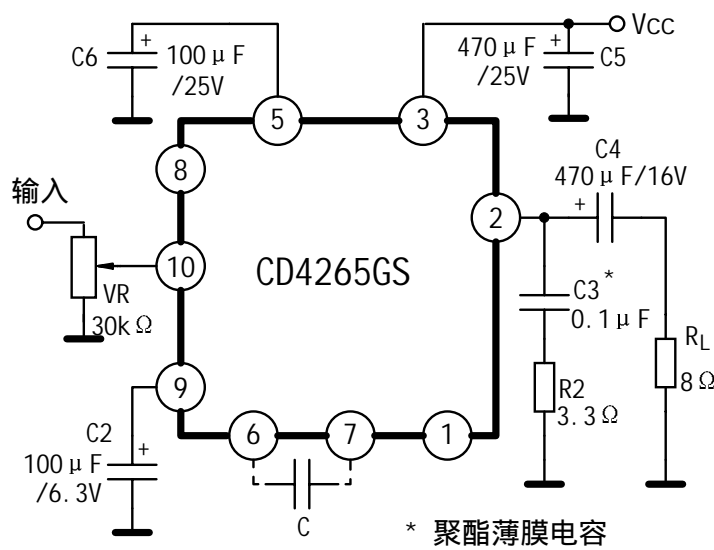 VCC
C6
+
100μF
/25V
470μF
/25V
+
C5
5
3
8
输入
C4
470μF/16V
+
2
10
CD4265GS
VR
30kΩ
C3*
0.1μF
RL
8Ω
9
R2
3.3Ω
C2
+
100μF
/6.3V
6
7
1
C
* 聚酯薄膜电容